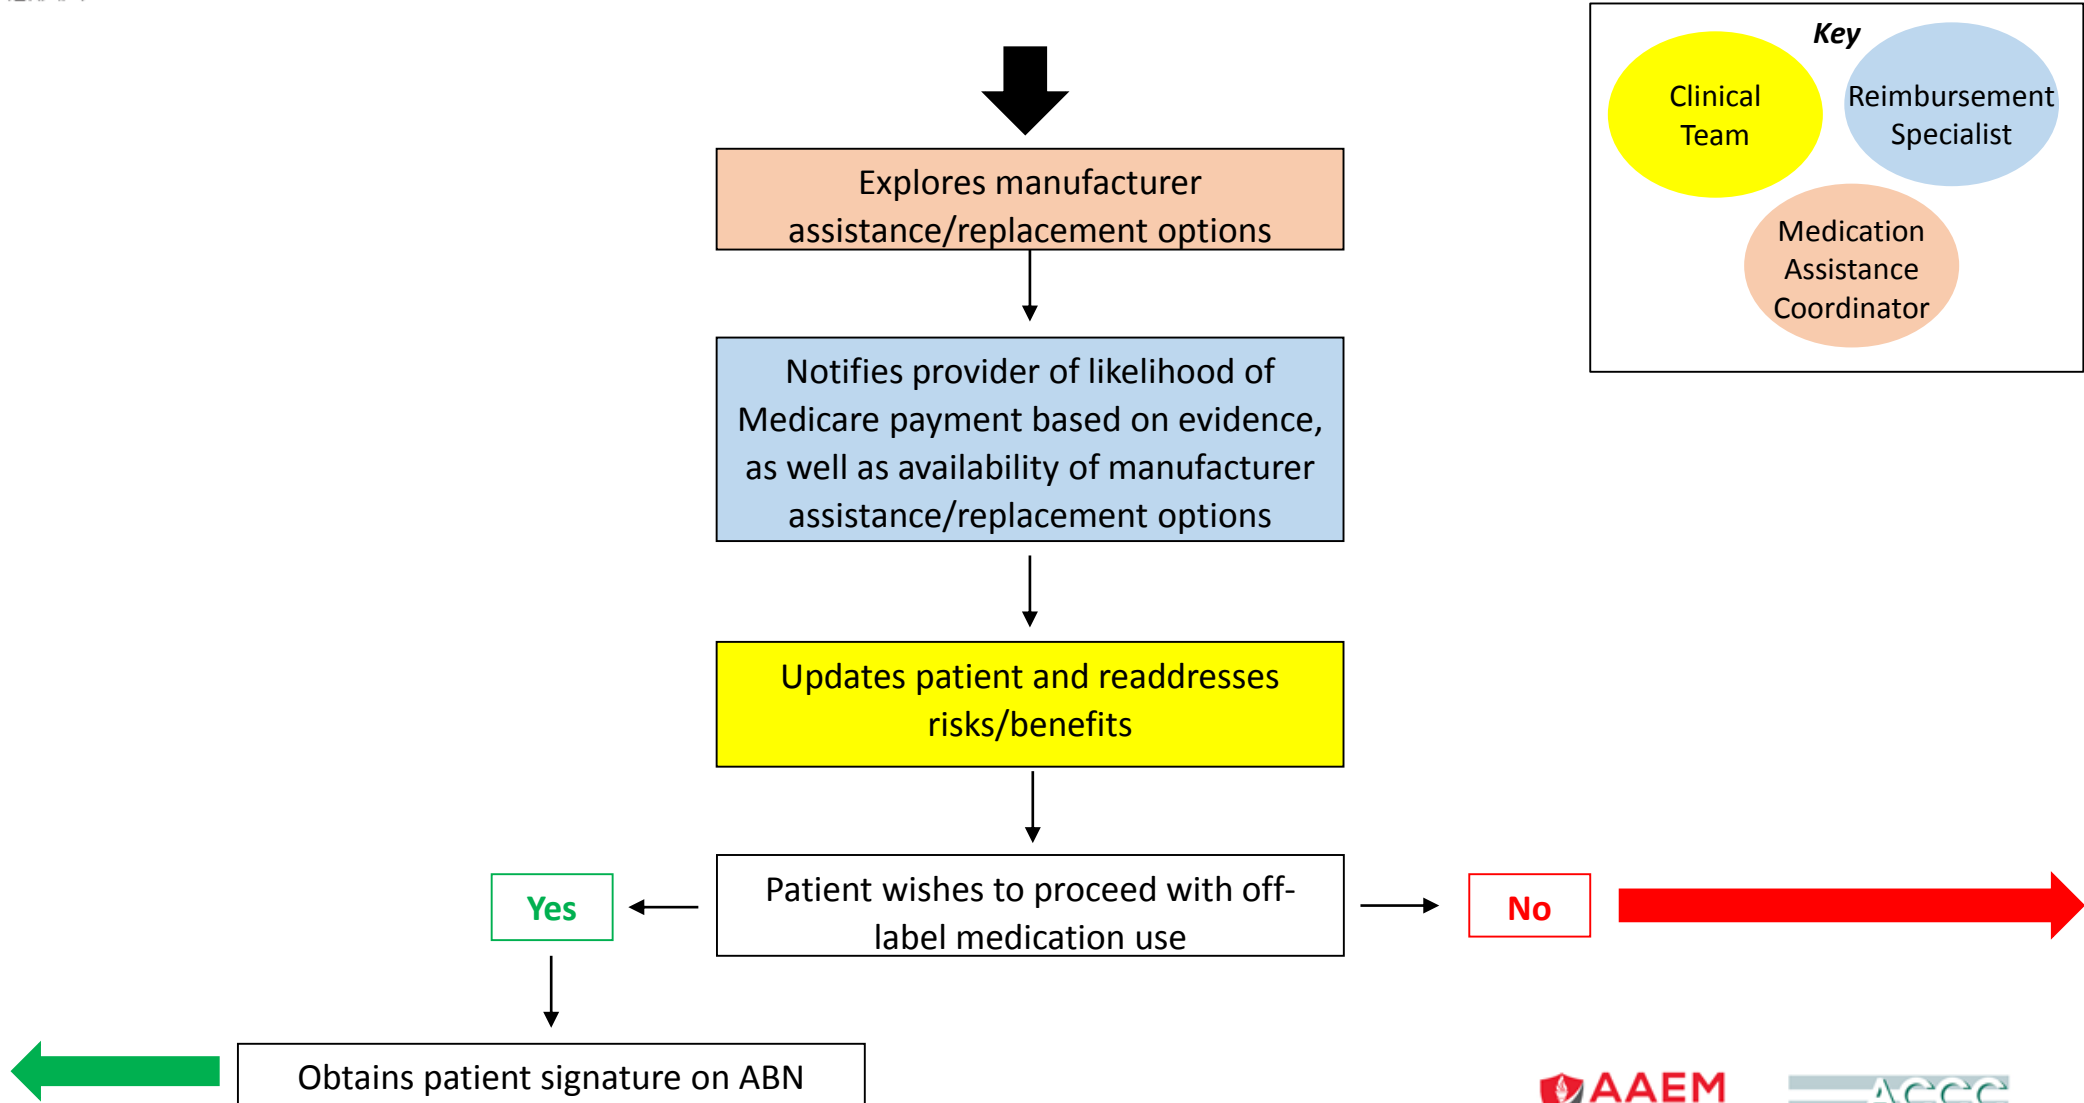 Key
Clinical
Team
Reimbursement
Specialist
Medication
Assistance
Coordinator
Explores manufacturer
assistance/replacement options
Notifies provider of likelihood of
Medicare payment based on evidence,
as well as availability of manufacturer
assistance/replacement options
Updates patient and readdresses
risks/benefits
Patient wishes to proceed with off-
label medication use
Yes
No
Obtains patient signature on ABN
AAEM
ACCC